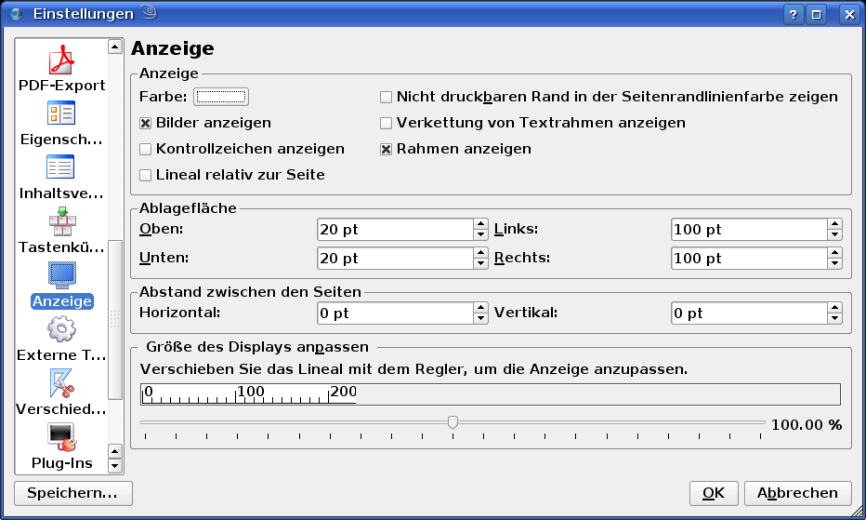 Einstellungen
PDF-Export
Eigensch...
Inhaltsve...
Tastenkü...
Anzeige
Externe T...
Verschied...
Plug-Ins
Anzeige
Anzeige
Farbe:
Nicht druckbaren Rand in der Seitenrandlinienfarbe zeigen
Bilder anzeigen
Verkettung von Textrahmen anzeigen
Kontrollzeichen anzeigen
Rahmen anzeigen
Lineal relativ zur Seite
Ablagefläche
Oben: 20 pt Links: 100 pt
Unten: 20 pt Rechts: 100 pt
Abstand zwischen den Seiten
Horizontal: 0 pt Vertikal: 0 pt
Größe des Displays anpassen
Verschieben Sie das Lineal mit dem Regler, um die Anzeige anzupassen.
0 100 200
100.00 %
Speichern... OK Abbrechen